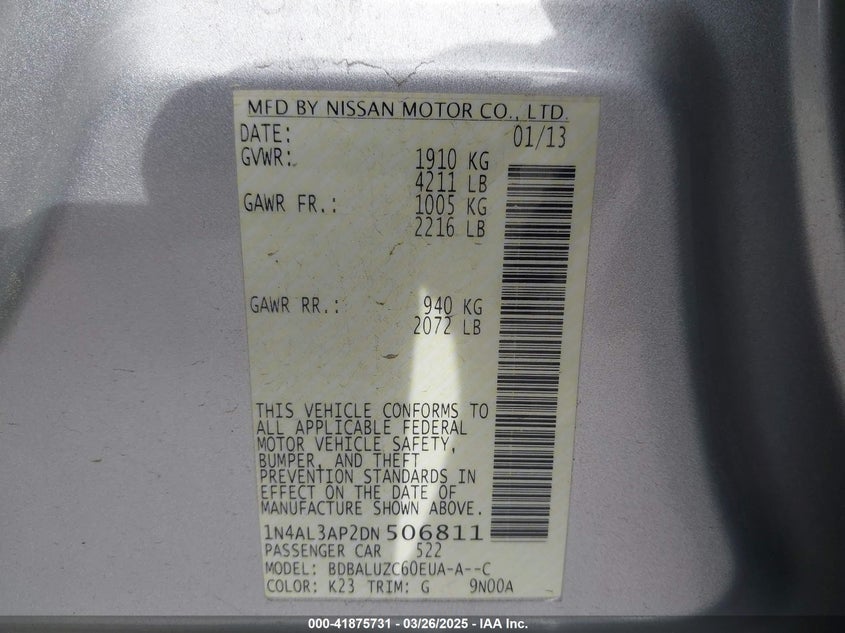 MFD BY NISSAN MOTOR CO., LTD.
DATE: 01/13
GVWR: 1910 KG
4211 LB
GAWR FR.: 1005 KG
2216 LB
GAWR RR.: 940 KG
2072 LB
THIS VEHICLE CONFORMS TO
ALL APPLICABLE FEDERAL
MOTOR VEHICLE SAFETY,
BUMPER, AND THEFT
PREVENTION STANDARDS IN
EFFECT ON THE DATE OF
MANUFACTURE SHOWN ABOVE.
1N4AL3AP2DN506811
PASSENGER CAR 522
MODEL: BDBALUZC60EUA-A--C
COLOR: K23 TRIM: G 9N00A
000-41875731 - 03/26/2025 - IAA Inc.